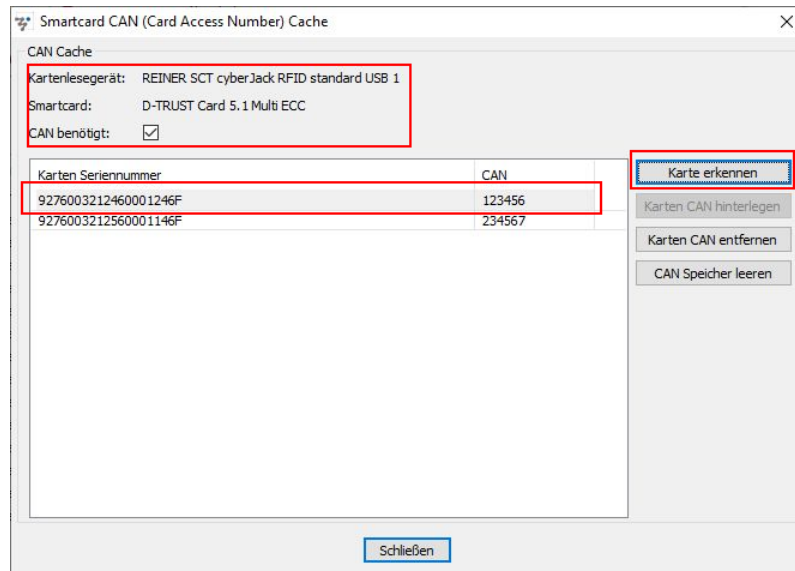 Smartcard CAN (Card Access Number) Cache
CAN Cache
Kartenlesegerät: REINER SCT cyberJack RFID standard USB 1
Smartcard: D-TRUST Card 5.1 Multi ECC
CAN benötigt:
Karten Seriennummer CAN
9276003212460001246F 123456
9276003212560001146F 234567
Karte erkennen
Karten CAN hinterlegen
Karten CAN entfernen
CAN Speicher leeren
Schließen